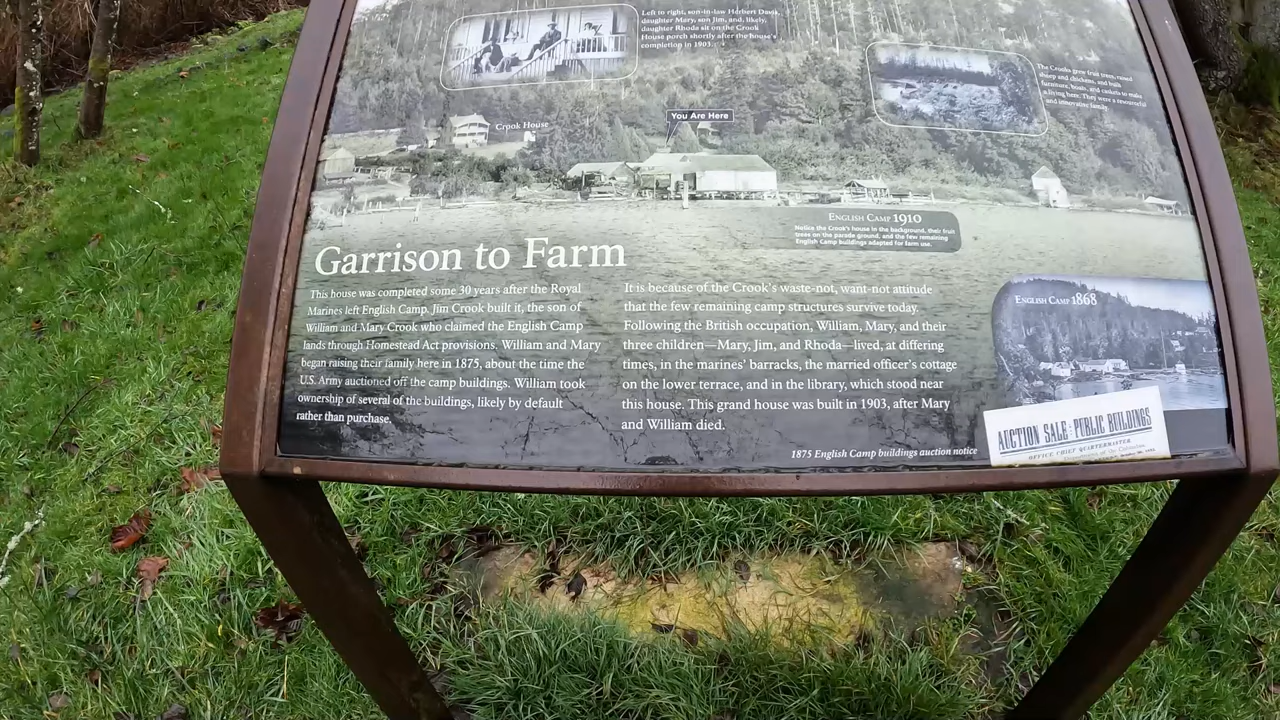 Left to right, son-in-law Herbert Davis,
daughter Mary, son Jim, and, likely,
daughter Rhoda sit on the Crook
House porch shortly after the house's
completion in 1903.
The Crooks grew fruit trees, raised
sheep and chickens, and built
furniture, boats, and caskets to make
a living here. They were a resourceful
and innovative family.
You Are Here
Crook House
ENGLISH CAMP 1910
Notice the Crook's house in the background, their fruit
trees on the parade ground, and the few remaining
English Camp buildings adapted for farm use.
Garrison to Farm
This house was completed some 30 years after the Royal
Marines left English Camp. Jim Crook built it, the son of
William and Mary Crook who claimed the English Camp
lands through Homestead Act provisions. William and Mary
began raising their family here in 1875, about the time the
U.S. Army auctioned off the camp buildings. William took
ownership of several of the buildings, likely by default
rather than purchase.
It is because of the Crook's waste-not, want-not attitude
that the few remaining camp structures survive today.
Following the British occupation, William, Mary, and their
three children—Mary, Jim, and Rhoda—lived, at differing
times, in the marines' barracks, the married officer's cottage
on the lower terrace, and in the library, which stood near
this house. This grand house was built in 1903, after Mary
and William died.
ENGLISH CAMP 1868
AUCTION SALE: PUBLIC BUILDINGS
OFFICE CHIEF QUARTERMASTER
1875 English Camp buildings auction notice